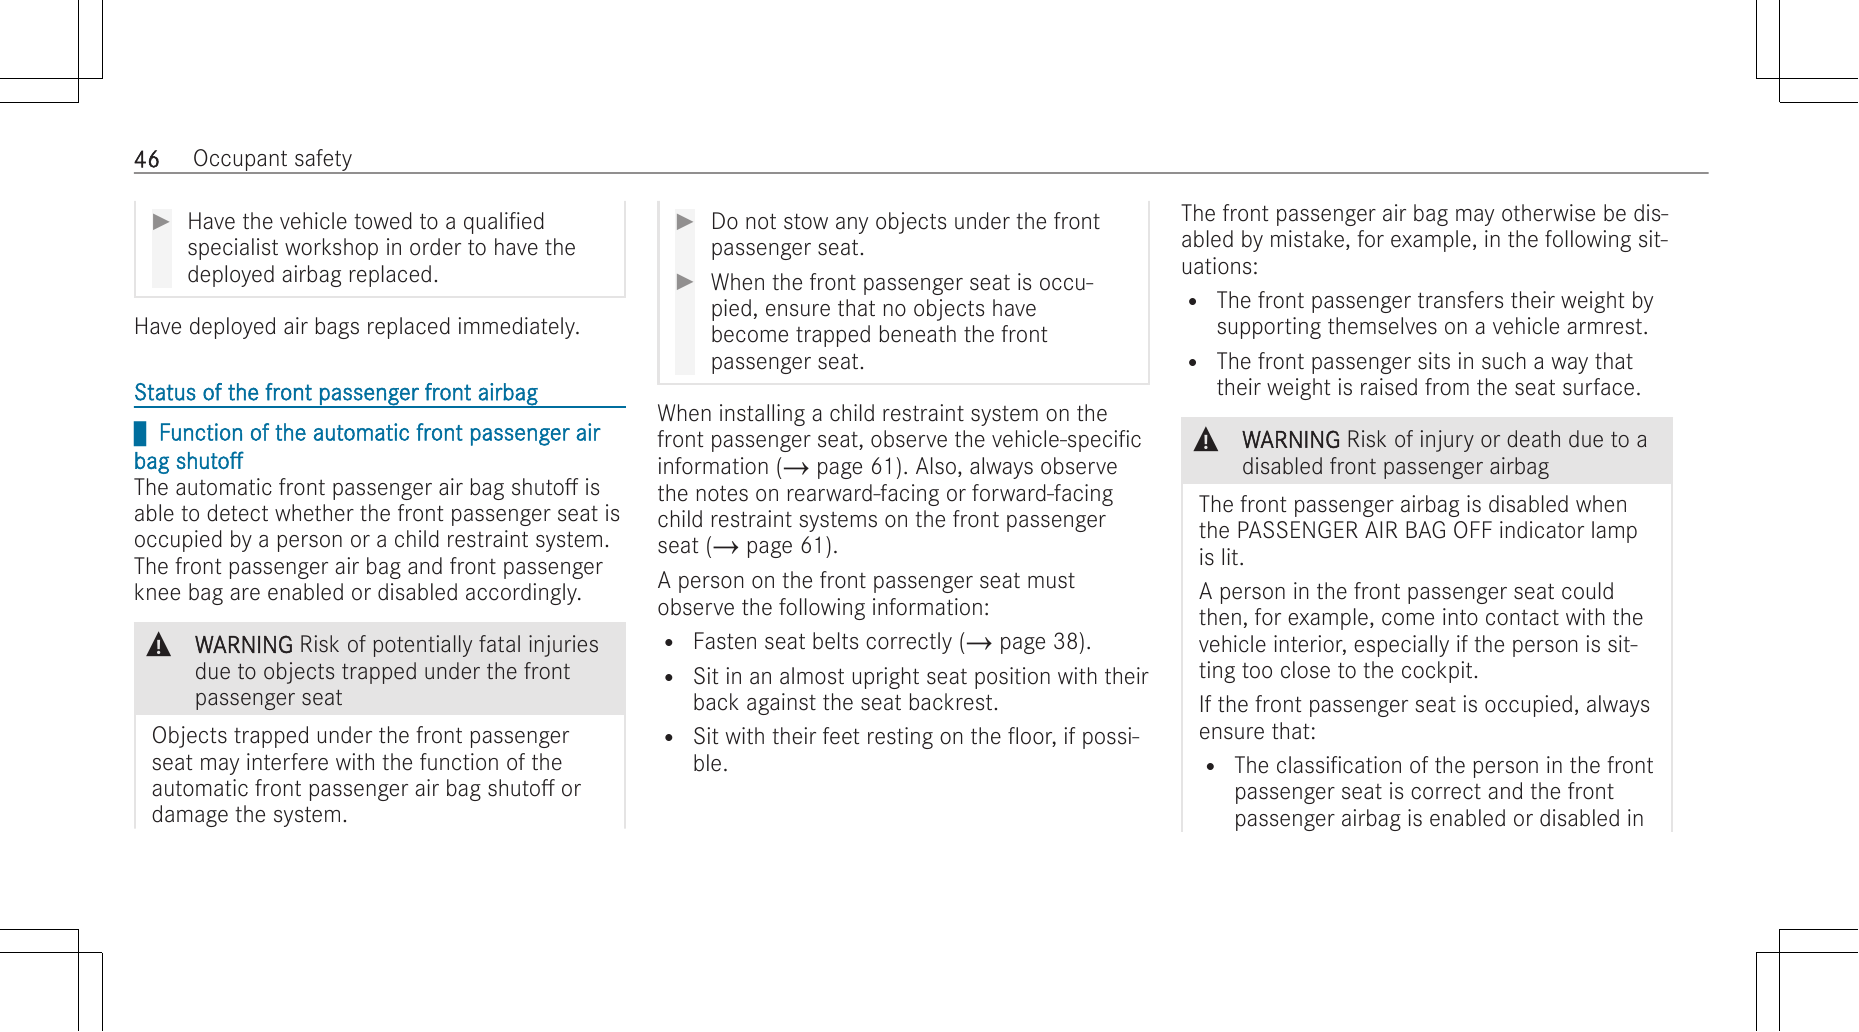 46 Occupant safety
▶ Have the vehicle towed to a qualified
specialist workshop in order to have the
deployed airbag replaced.
Have deployed air bags replaced immediately.
Status of the front passenger front airbag
Function of the automatic front passenger air
bag shutoff
The automatic front passenger air bag shutoff is
able to detect whether the front passenger seat is
occupied by a person or a child restraint system.
The front passenger air bag and front passenger
knee bag are enabled or disabled accordingly.
WARNING Risk of potentially fatal injuries
due to objects trapped under the front
passenger seat
Objects trapped under the front passenger
seat may interfere with the function of the
automatic front passenger air bag shutoff or
damage the system.
▶ Do not stow any objects under the front
passenger seat.
▶ When the front passenger seat is occu-
pied, ensure that no objects have
become trapped beneath the front
passenger seat.
When installing a child restraint system on the
front passenger seat, observe the vehicle-specific
information (→ page 61). Also, always observe
the notes on rearward-facing or forward-facing
child restraint systems on the front passenger
seat (→ page 61).
A person on the front passenger seat must
observe the following information:
• Fasten seat belts correctly (→ page 38).
• Sit in an almost upright seat position with their
back against the seat backrest.
• Sit with their feet resting on the floor, if possi-
ble.
The front passenger air bag may otherwise be dis-
abled by mistake, for example, in the following sit-
uations:
• The front passenger transfers their weight by
supporting themselves on a vehicle armrest.
• The front passenger sits in such a way that
their weight is raised from the seat surface.
WARNING Risk of injury or death due to a
disabled front passenger airbag
The front passenger airbag is disabled when
the PASSENGER AIR BAG OFF indicator lamp
is lit.
A person in the front passenger seat could
then, for example, come into contact with the
vehicle interior, especially if the person is sit-
ting too close to the cockpit.
If the front passenger seat is occupied, always
ensure that:
• The classification of the person in the front
passenger seat is correct and the front
passenger airbag is enabled or disabled in